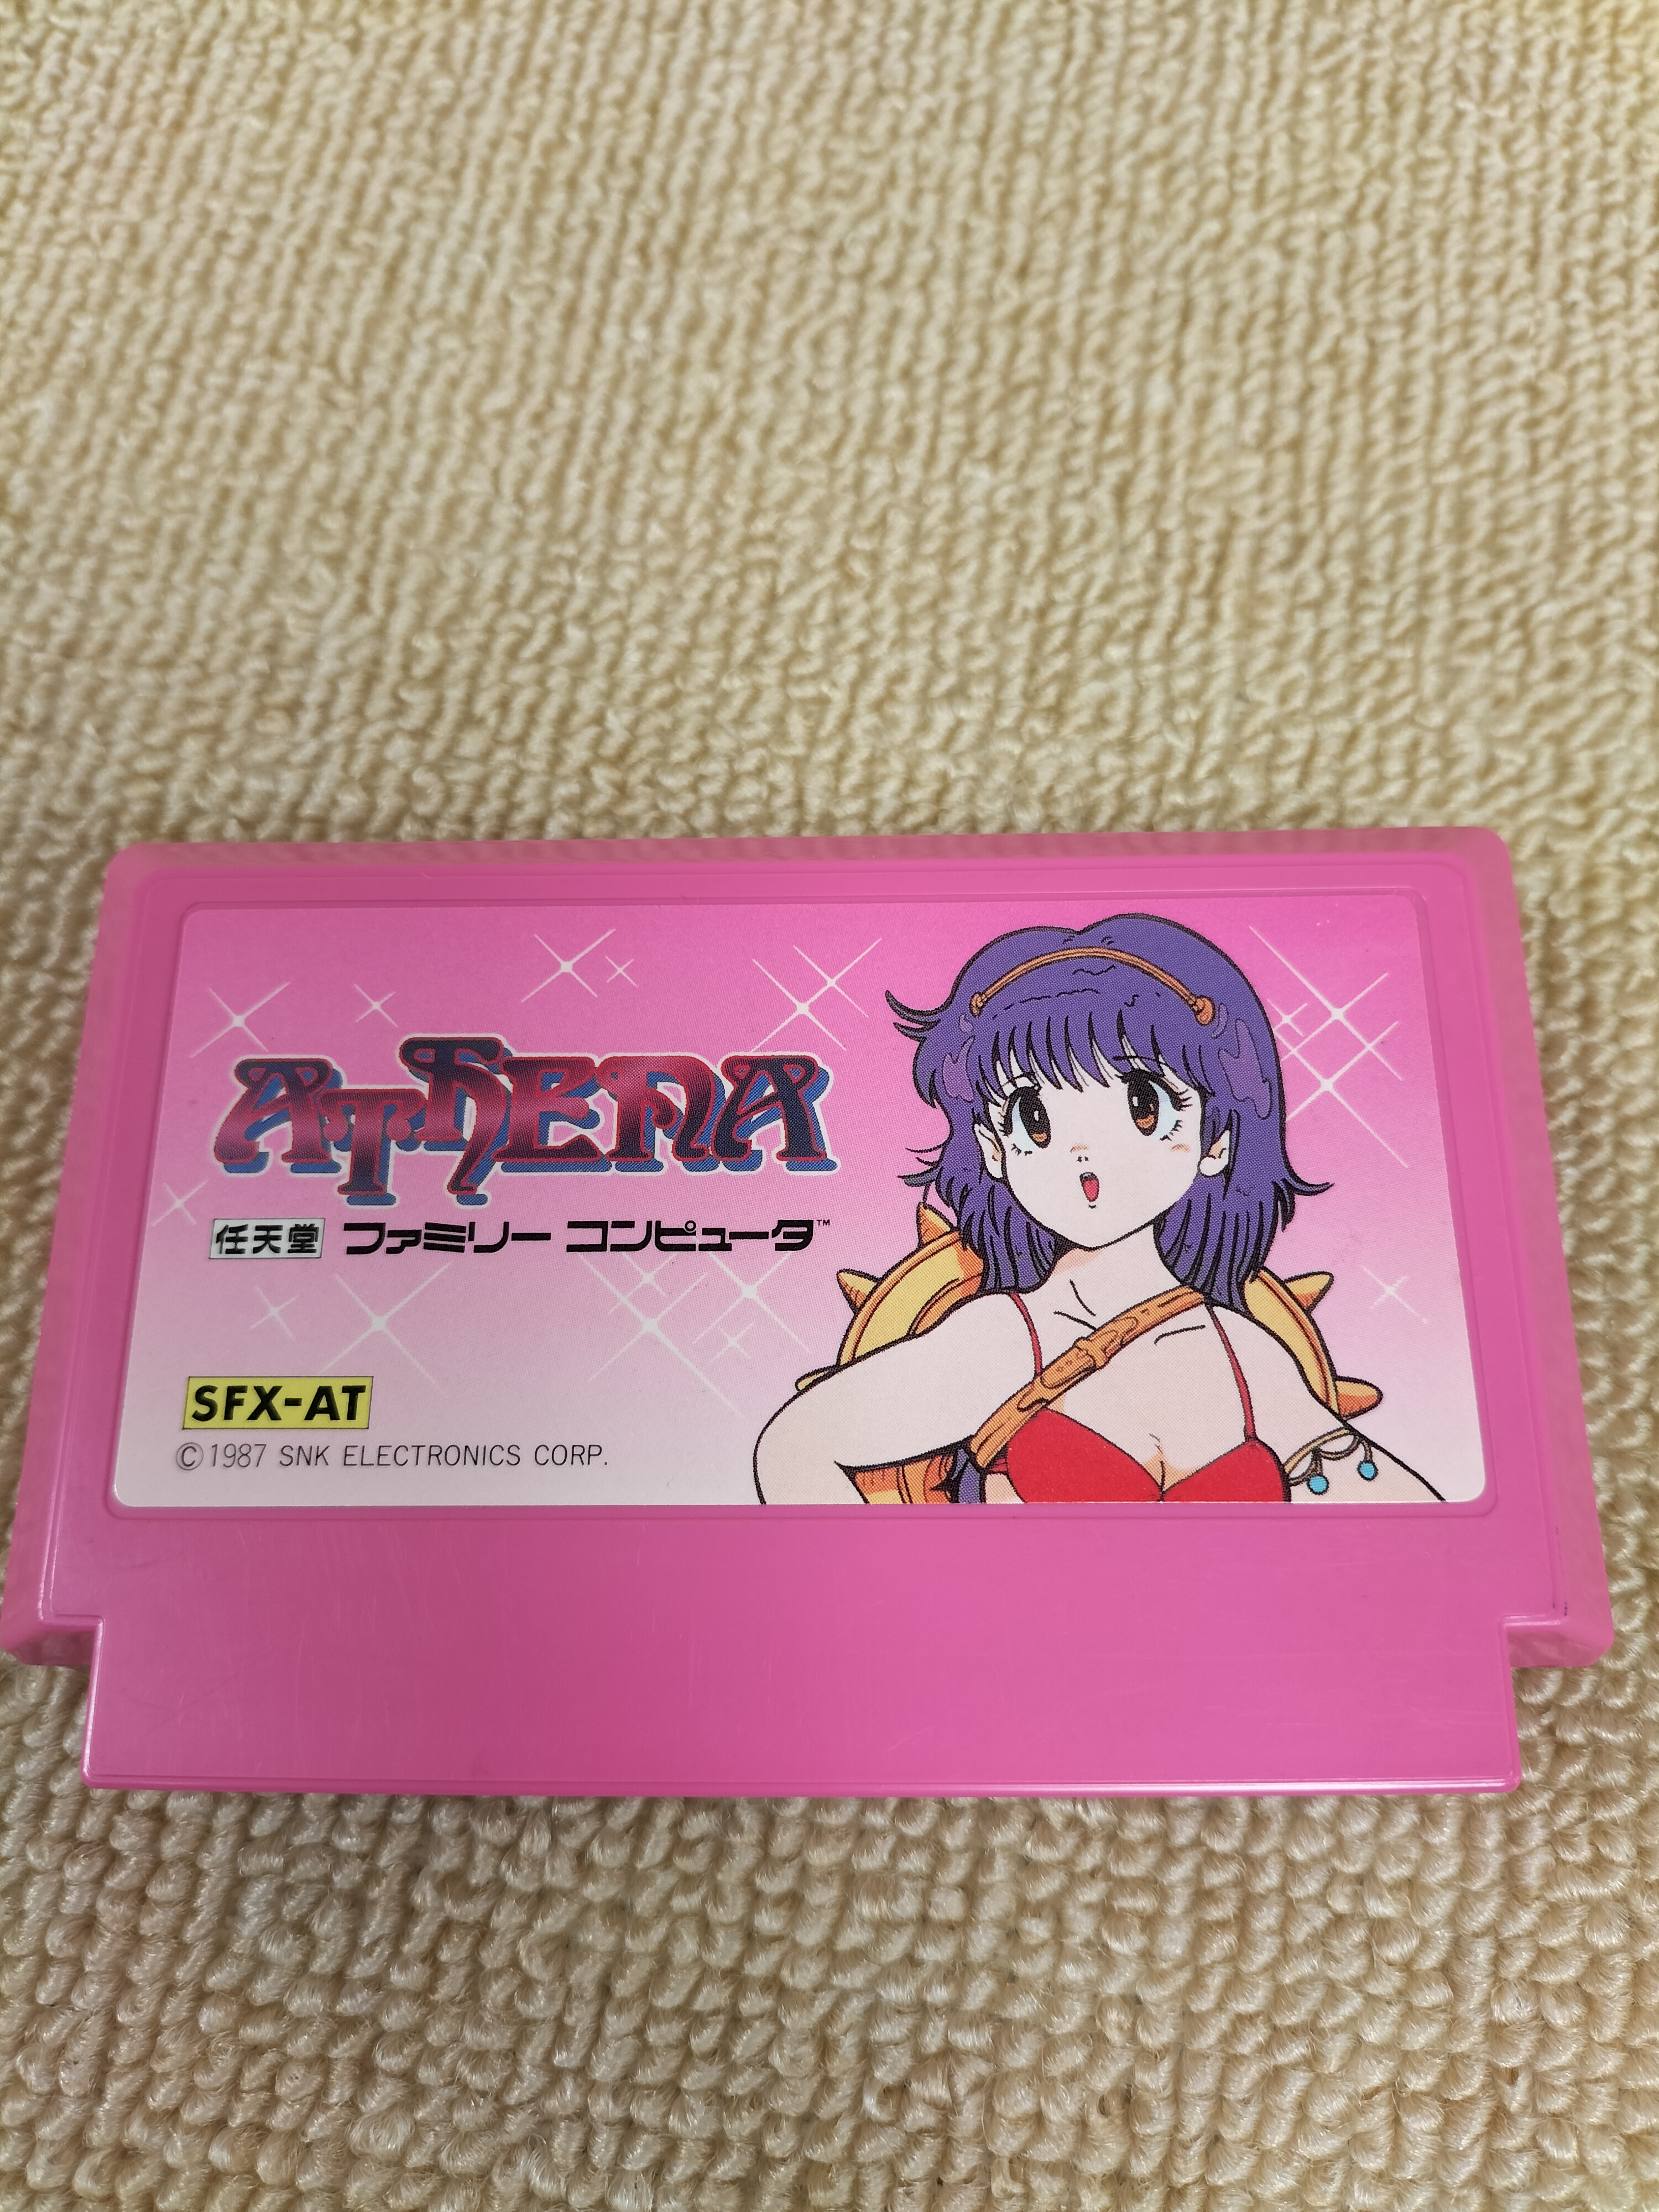 ATHENA
任天堂 ファミリー コンピュータ™
SFX-AT
©1987 SNK ELECTRONICS CORP.